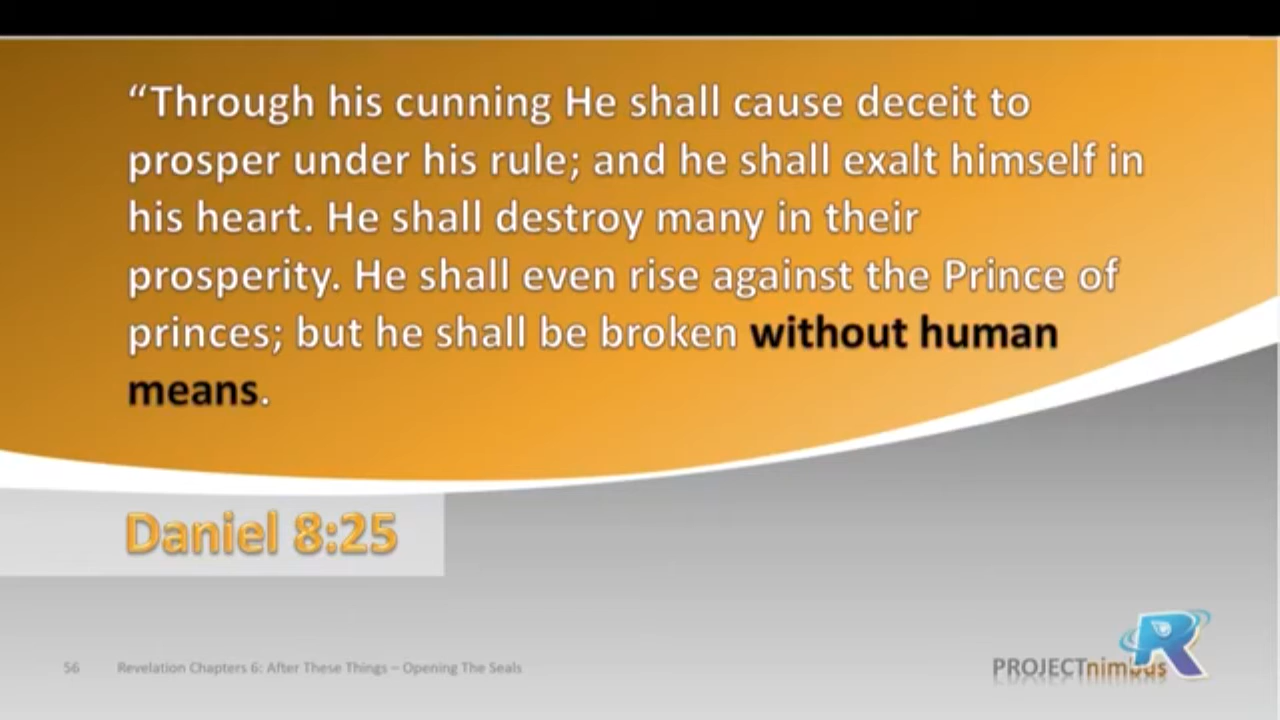 “Through his cunning He shall cause deceit to
prosper under his rule; and he shall exalt himself in
his heart. He shall destroy many in their
prosperity. He shall even rise against the Prince of
princes; but he shall be broken without human
means.
Daniel 8:25
56 Revelation Chapters 6: After These Things – Opening The Seals
PROJECTnimbus
R